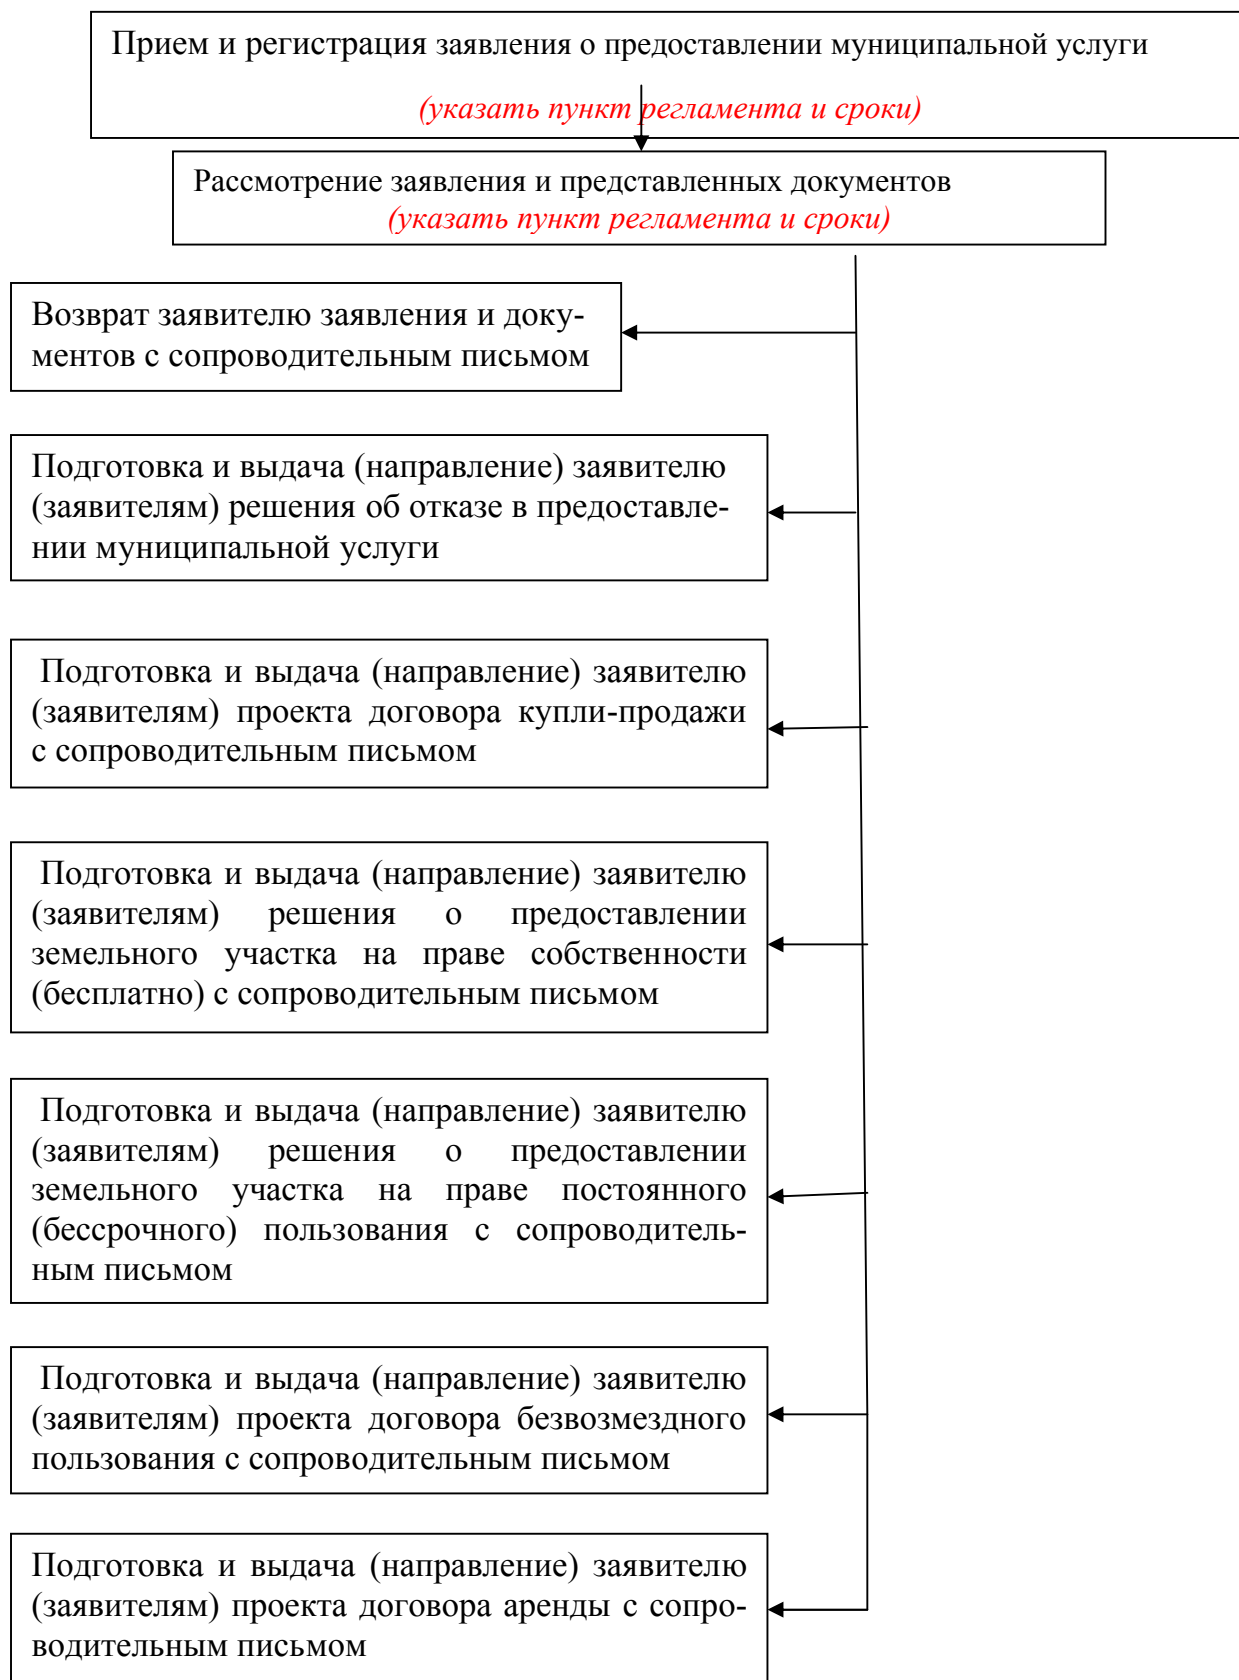 Прием и регистрация заявления о предоставлении муниципальной услуги
(указать пункт регламента и сроки)
Рассмотрение заявления и представленных документов
(указать пункт регламента и сроки)
Возврат заявителю заявления и доку-
ментов с сопроводительным письмом
Подготовка и выдача (направление) заявителю
(заявителям) решения об отказе в предоставле-
нии муниципальной услуги
Подготовка и выдача (направление) заявителю
(заявителям) проекта договора купли-продажи
с сопроводительным письмом
Подготовка и выдача (направление) заявителю
(заявителям) решения о предоставлении
земельного участка на праве собственности
(бесплатно) с сопроводительным письмом
Подготовка и выдача (направление) заявителю
(заявителям) решения о предоставлении
земельного участка на праве постоянного
(бессрочного) пользования с сопроводитель-
ным письмом
Подготовка и выдача (направление) заявителю
(заявителям) проекта договора безвозмездного
пользования с сопроводительным письмом
Подготовка и выдача (направление) заявителю
(заявителям) проекта договора аренды с сопро-
водительным письмом